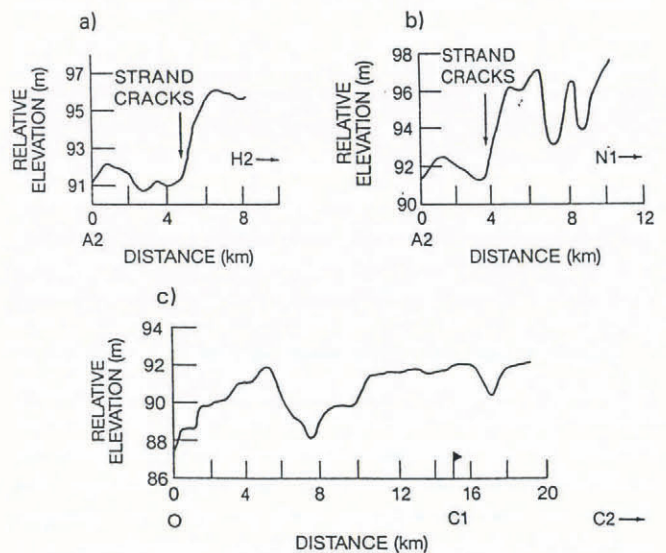 a)
RELATIVE
ELEVATION (m)
97
95
93
91
STRAND
CRACKS
H2
0
4
8
A2
DISTANCE (km)
b)
RELATIVE
ELEVATION (m)
98
96
94
92
90
STRAND
CRACKS
N1
0
4
8
12
A2
DISTANCE (km)
c)
RELATIVE
ELEVATION (m)
94
92
90
88
86
0
4
8
12
14
16
20
O
C1
C2
DISTANCE (km)